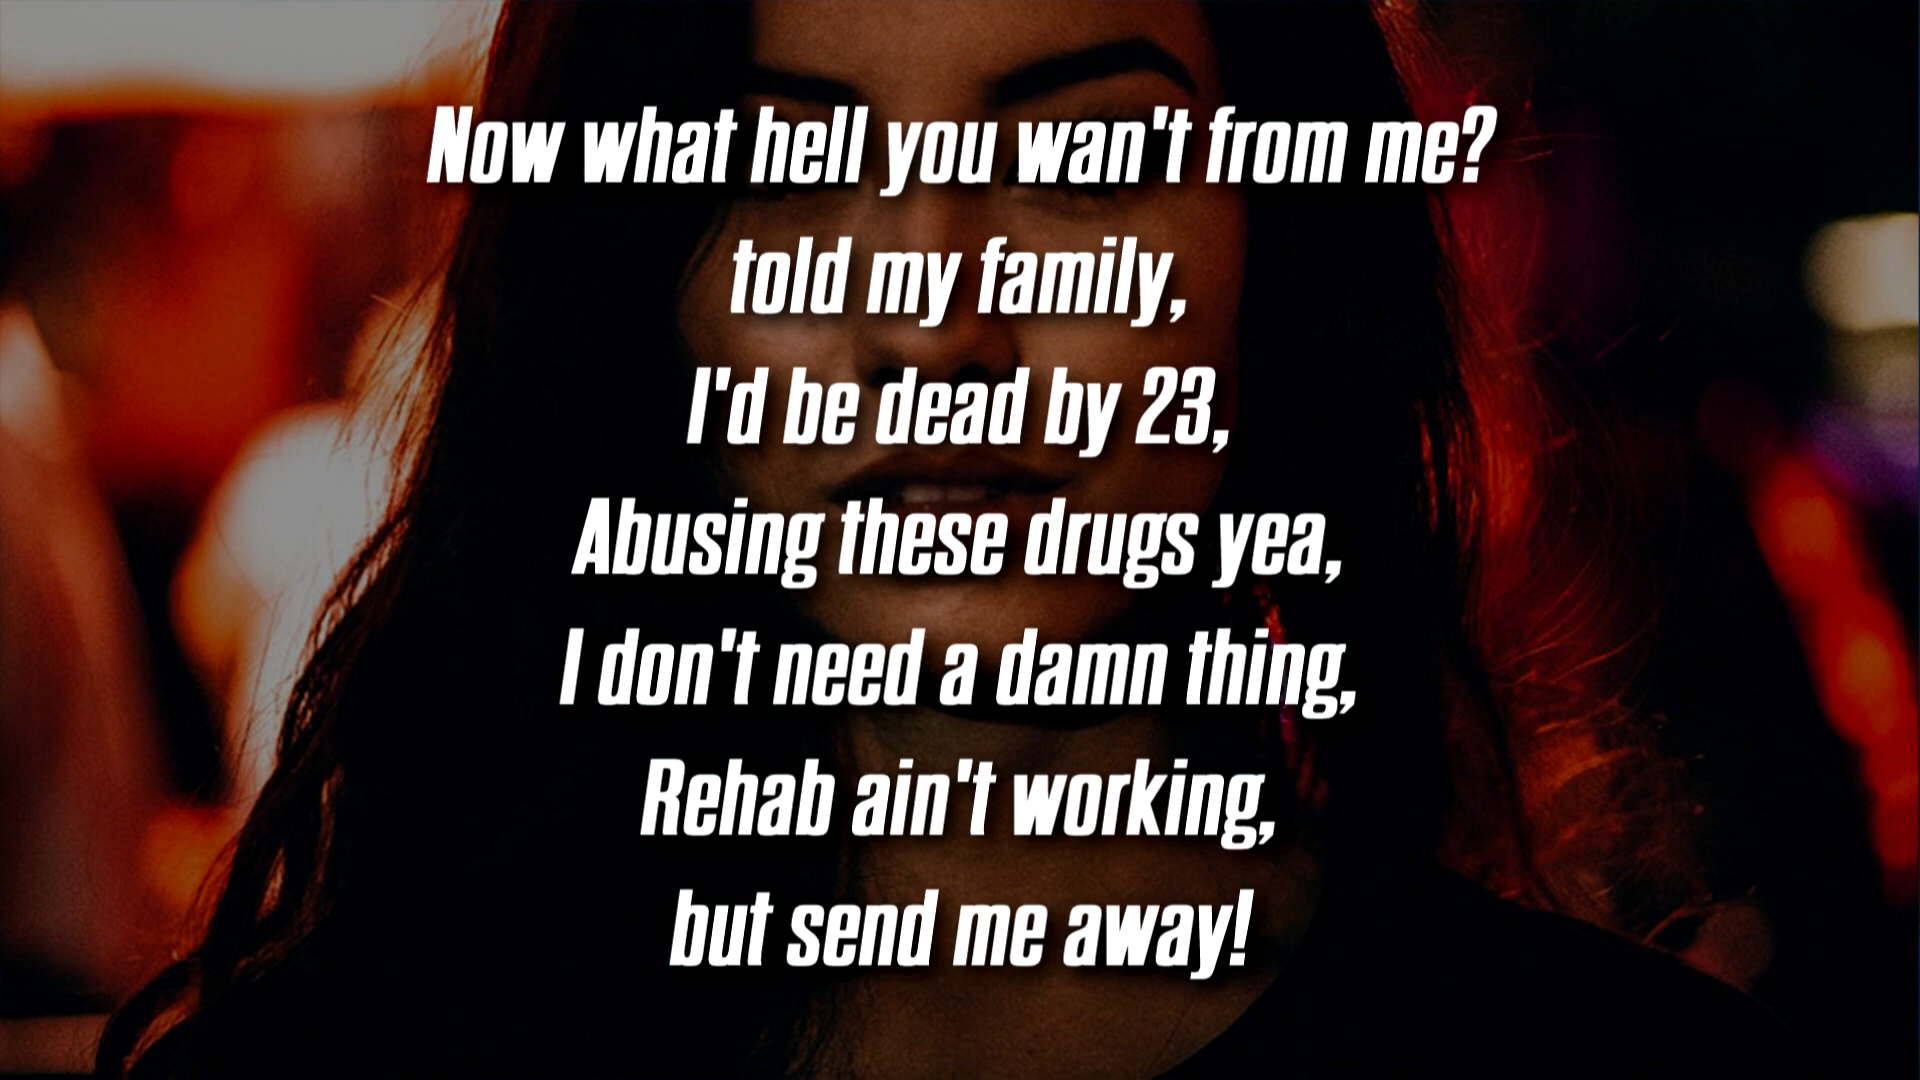 Now what hell you wan't from me?
told my family,
I'd be dead by 23,
Abusing these drugs yea,
I don't need a damn thing,
Rehab ain't working,
but send me away!